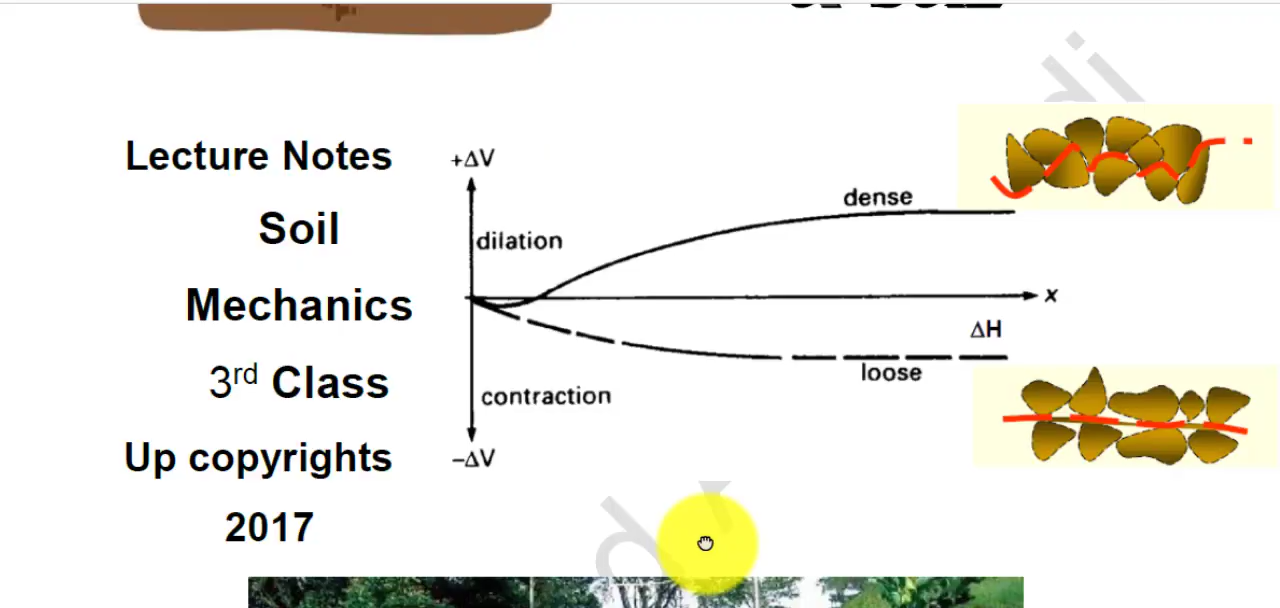 Lecture Notes
Soil
Mechanics
3rd Class
Up copyrights
2017
+ΔV
dense
dilation
x
ΔH
loose
contraction
−ΔV